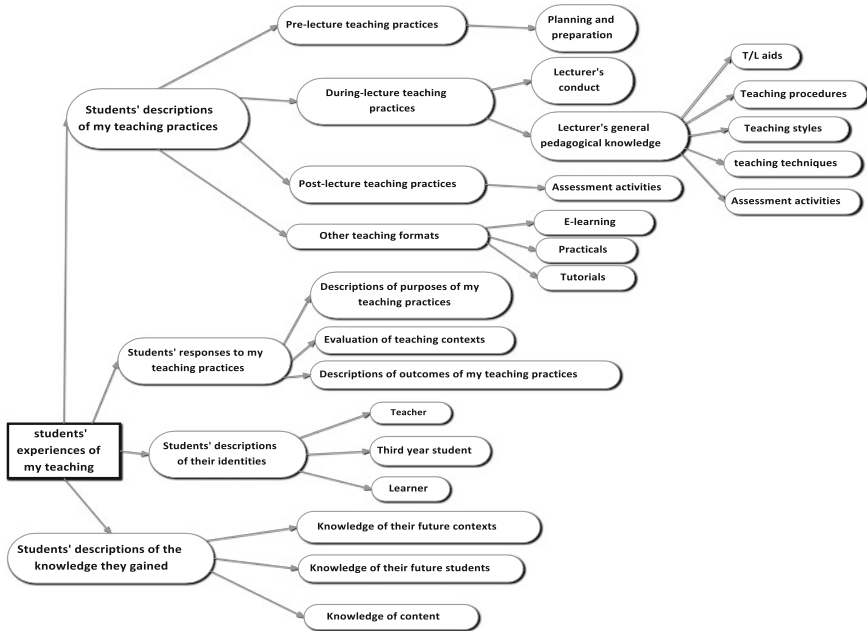 Pre-lecture teaching practices
Planning and
preparation
Students' descriptions
of my teaching practices
During-lecture teaching
practices
Lecturer's
conduct
Lecturer's general
pedagogical knowledge
T/L aids
Teaching procedures
Teaching styles
teaching techniques
Assessment activities
Post-lecture teaching practices
Assessment activities
Other teaching formats
E-learning
Practicals
Tutorials
Students' responses to my
teaching practices
Descriptions of purposes of my
teaching practices
Evaluation of teaching contexts
Descriptions of outcomes of my teaching practices
students'
experiences of
my teaching
Students' descriptions
of their identities
Teacher
Third year student
Learner
Students' descriptions of the
knowledge they gained
Knowledge of their future contexts
Knowledge of their future students
Knowledge of content